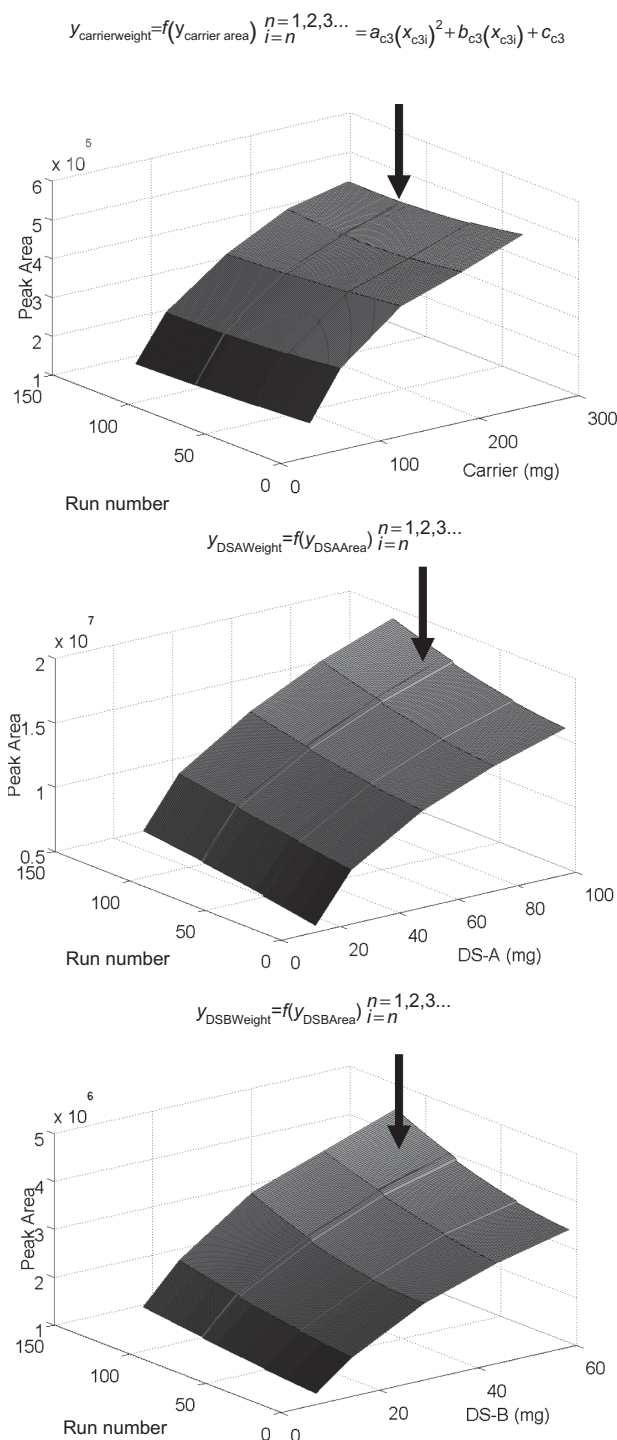 y_carrierweight=f(y_carrier area) n=1,2,3... i=n =a_c3(x_c3i)^2+b_c3(x_c3i)+c_c3
x 10^5
6
5
4
3
2
1
Peak Area
150
100
50
0
Run number
0
100
200
300
Carrier (mg)
y_DSAWeight=f(y_DSAArea) n=1,2,3... i=n
x 10^7
2
1.5
1
0.5
Peak Area
150
100
50
0
Run number
0
20
40
60
80
100
DS-A (mg)
y_DSBWeight=f(y_DSBArea) n=1,2,3... i=n
x 10^6
5
4
3
2
1
Peak Area
150
100
50
0
Run number
0
20
40
60
DS-B (mg)